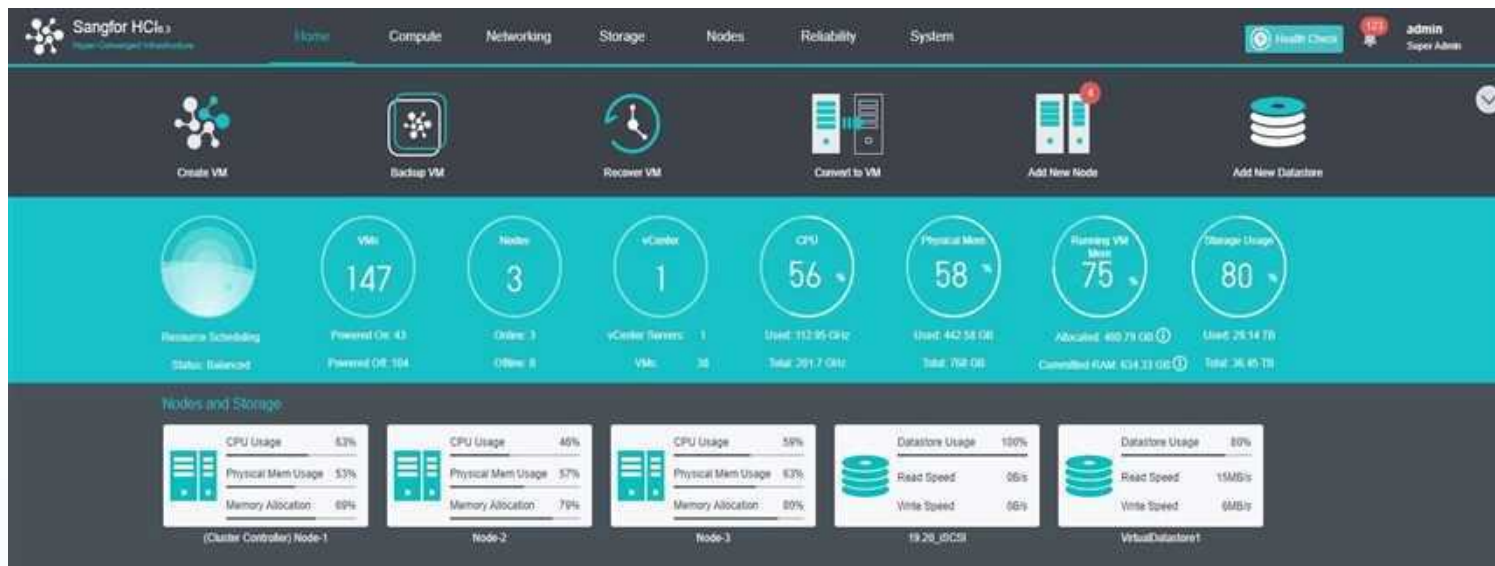 Sangfor HCI6.3
Hyper-Converged Infrastructure
Home Compute Networking Storage Nodes Reliability System
Health Check 123 admin
Super Admin
4
Create VM Backup VM Recover VM Convert to VM Add New Node Add New Datastore
VMs Nodes vCenter CPU Physical Mem Running VM Mem Storage Usage
147 3 1 56 % 58 % 75 % 80 %
Resource Scheduling Powered On: 43 Online: 3 vCenter Servers: 1 Used: 112.95 GHz Used: 442.58 GB Allocated: 480.79 GB Used: 29.14 TB
Status: Balanced Powered Off: 104 Offline: 0 VMs: 38 Total: 201.7 GHz Total: 768 GB Committed RAM: 634.33 GB Total: 36.45 TB
Nodes and Storage
CPU Usage 63% CPU Usage 46% CPU Usage 59% Datastore Usage 100% Datastore Usage 80%
Physical Mem Usage 53% Physical Mem Usage 57% Physical Mem Usage 63% Read Speed 0B/s Read Speed 15MB/s
Memory Allocation 69% Memory Allocation 79% Memory Allocation 80% Write Speed 0B/s Write Speed 6MB/s
(Cluster Controller) Node-1 Node-2 Node-3 19.20_iSCSI VirtualDatastore1